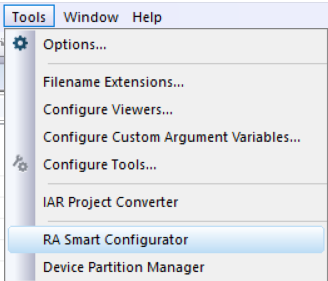 Tools Window Help
Options...
Filename Extensions...
Configure Viewers...
Configure Custom Argument Variables...
Configure Tools...
IAR Project Converter
RA Smart Configurator
Device Partition Manager